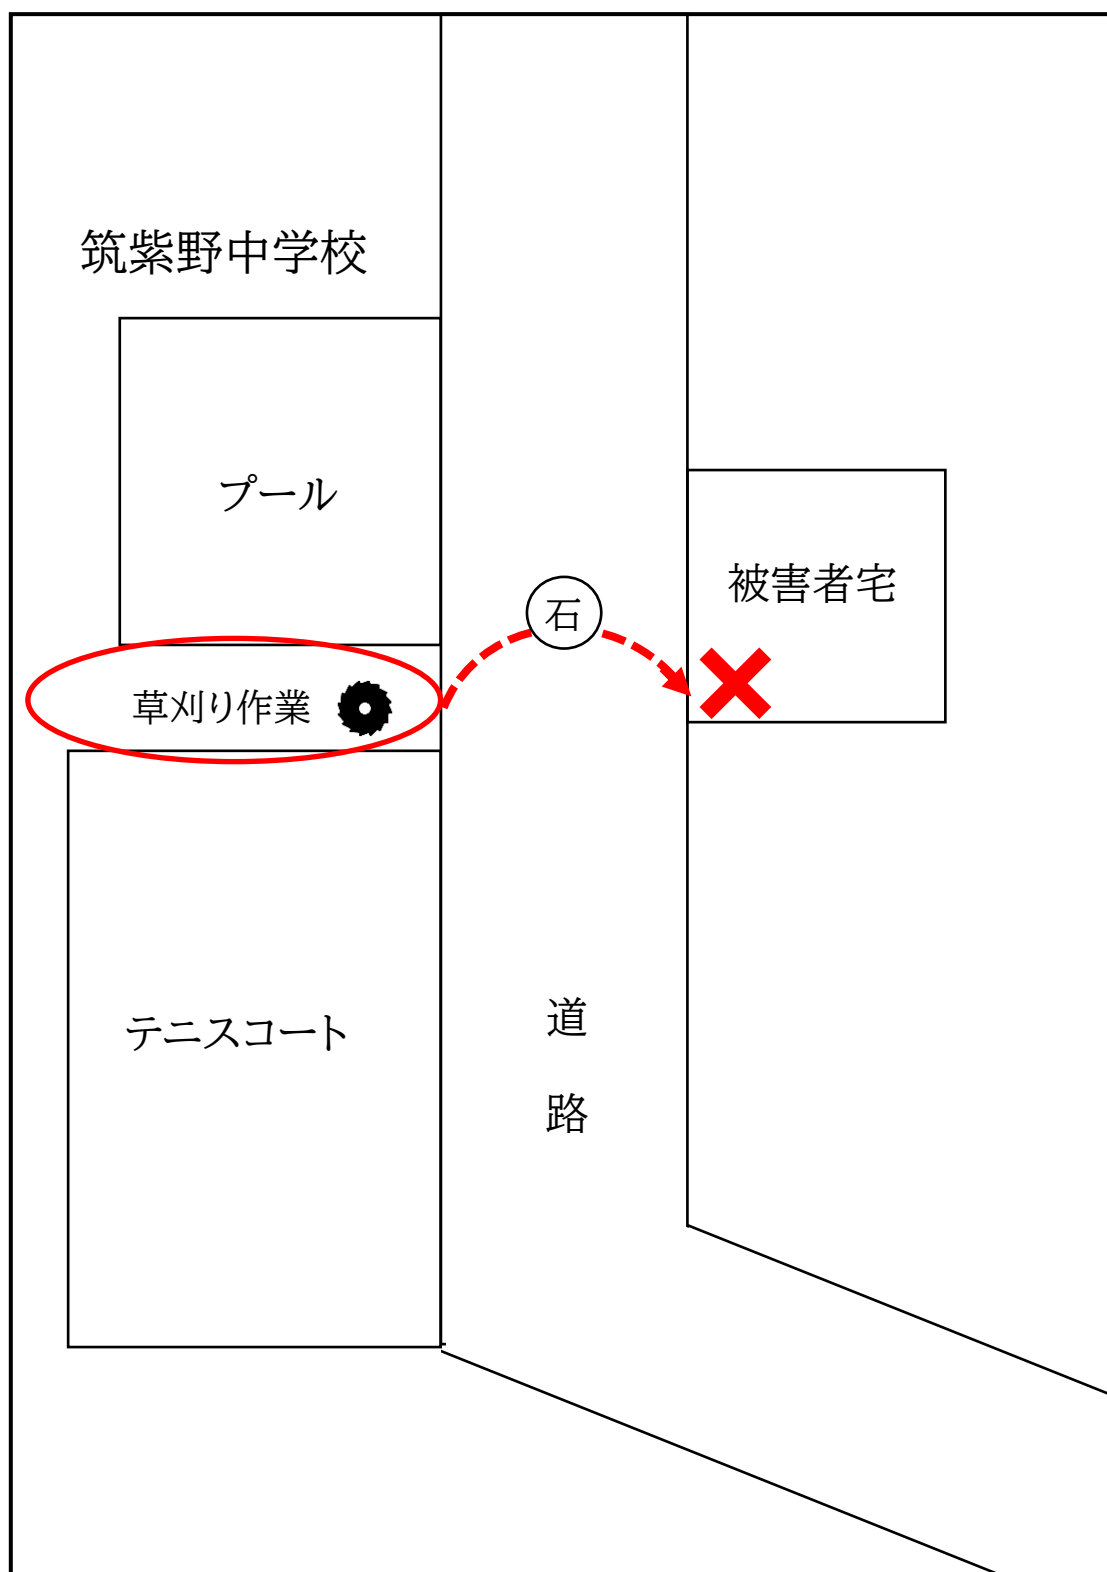 筑紫野中学校
プール
石
被害者宅
草刈り作業
テニスコート
道
路